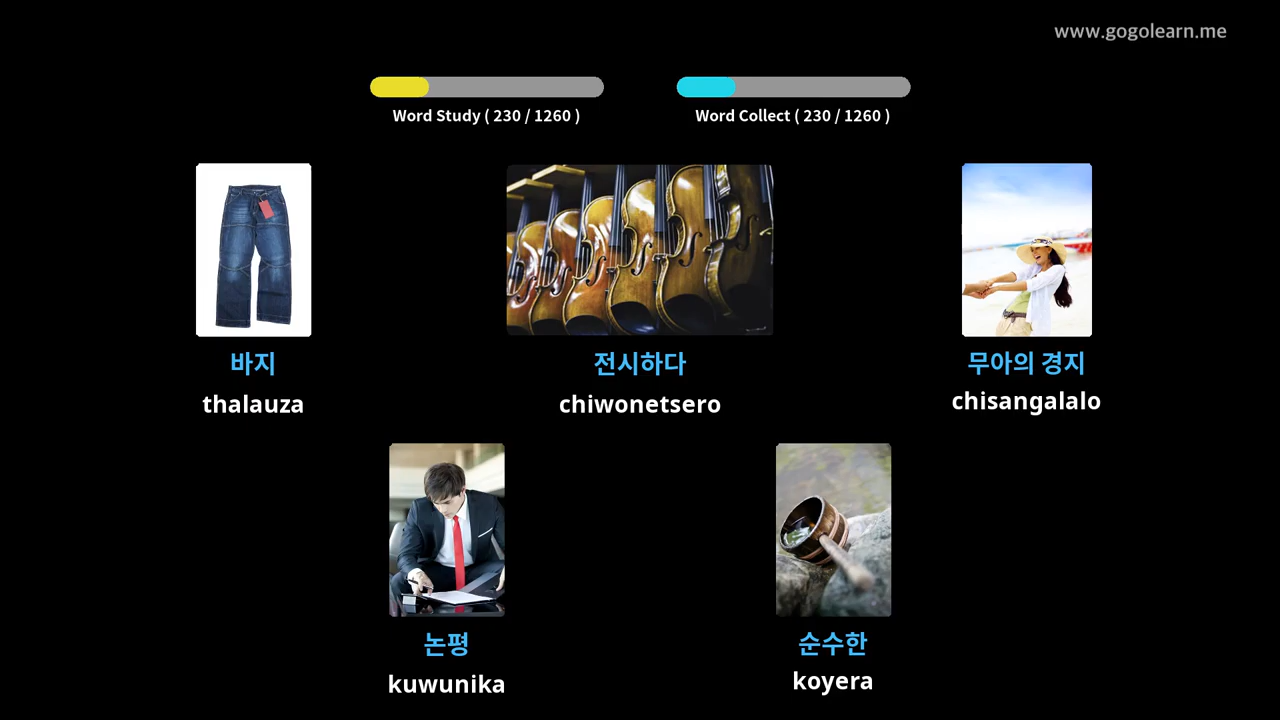 www.gogolearn.me
Word Study ( 230 / 1260 )
Word Collect ( 230 / 1260 )
바지
전시하다
무아의 경지
thalauza
chiwonetsero
chisangalalo
논평
순수한
kuwunika
koyera